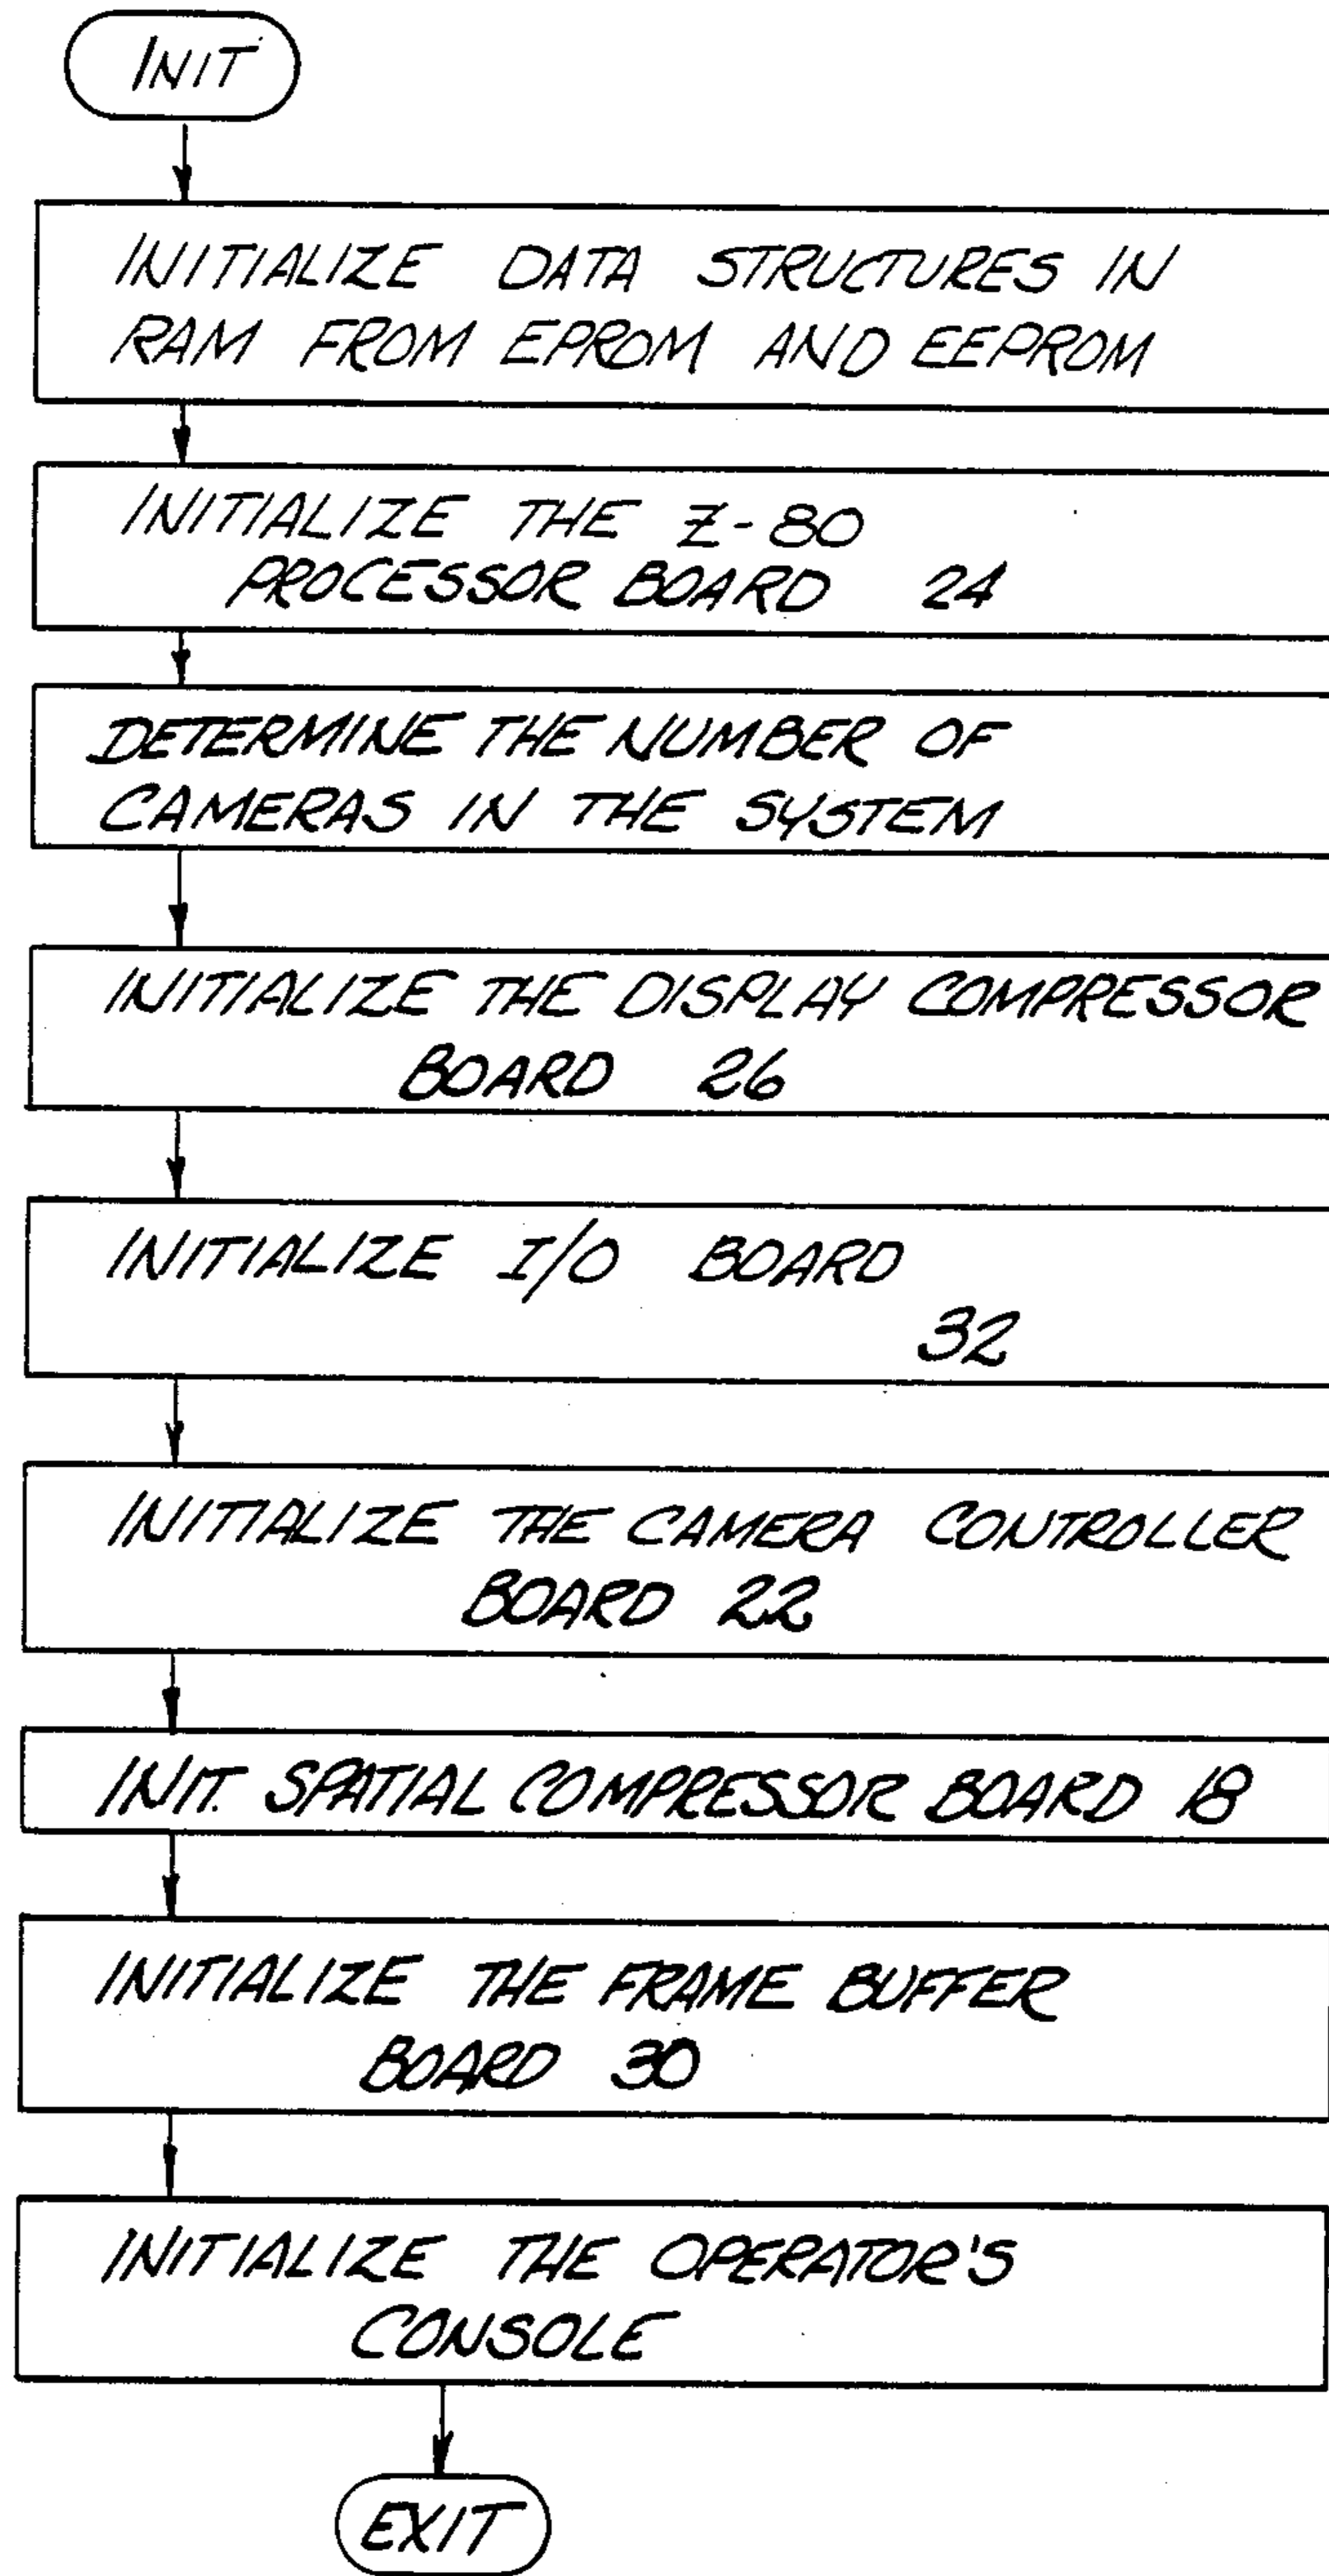 INIT
INITIALIZE DATA STRUCTURES IN
RAM FROM EPROM AND EEPROM
INITIALIZE THE Z-80
PROCESSOR BOARD 24
DETERMINE THE NUMBER OF
CAMERAS IN THE SYSTEM
INITIALIZE THE DISPLAY COMPRESSOR
BOARD 26
INITIALIZE I/O BOARD
32
INITIALIZE THE CAMERA CONTROLLER
BOARD 22
INIT. SPATIAL COMPRESSOR BOARD 18
INITIALIZE THE FRAME BUFFER
BOARD 30
INITIALIZE THE OPERATOR'S
CONSOLE
EXIT